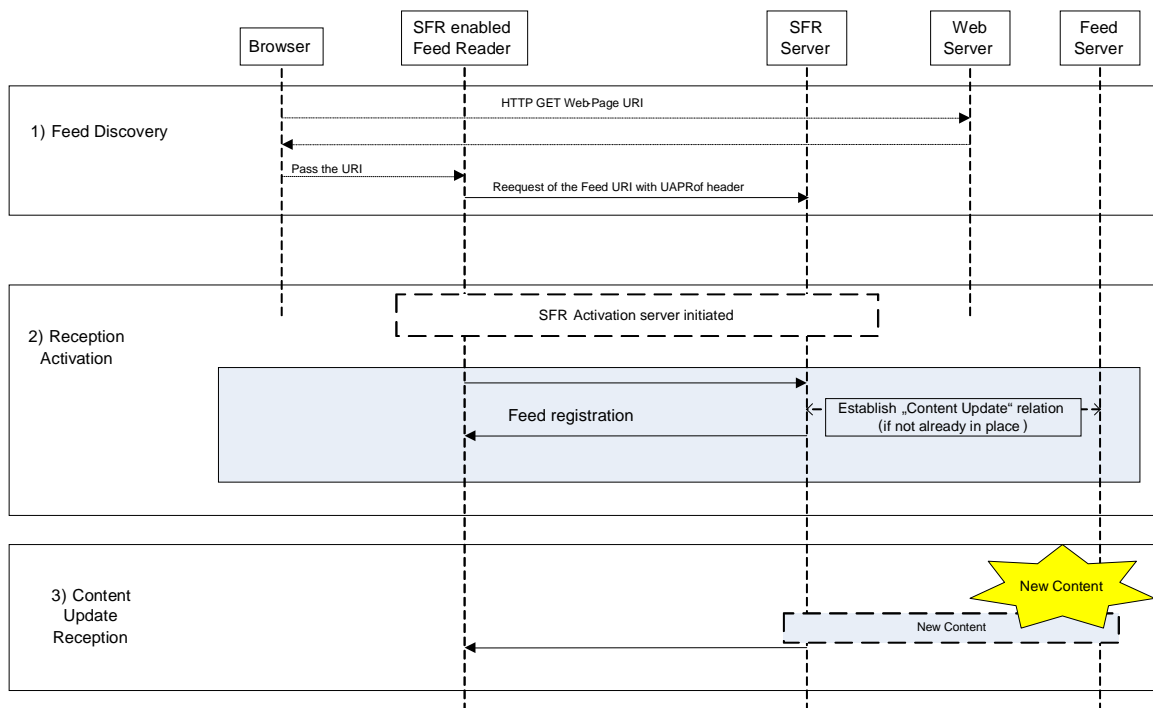 Browser
SFR enabled
Feed Reader
SFR
Server
Web
Server
Feed
Server
1) Feed Discovery
HTTP GET Web-Page URI
Pass the URI
Reequest of the Feed URI with UAPRof header
2) Reception
Activation
SFR Activation server initiated
Feed registration
Establish „Content Update“ relation
(if not already in place)
3) Content
Update
Reception
New Content
New Content